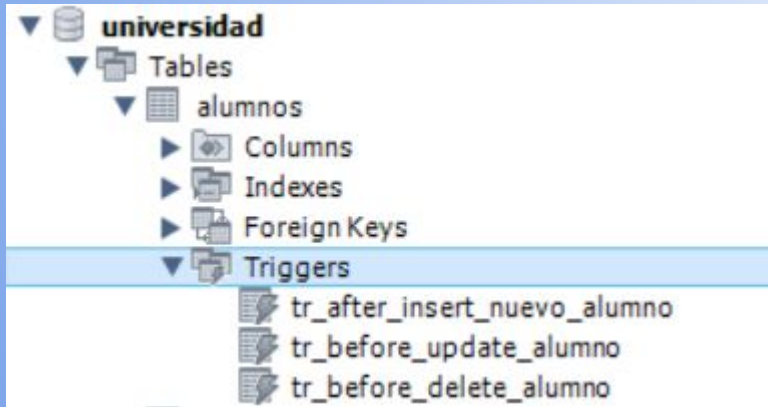 universidad
Tables
alumnos
Columns
Indexes
Foreign Keys
Triggers
tr_after_insert_nuevo_alumno
tr_before_update_alumno
tr_before_delete_alumno